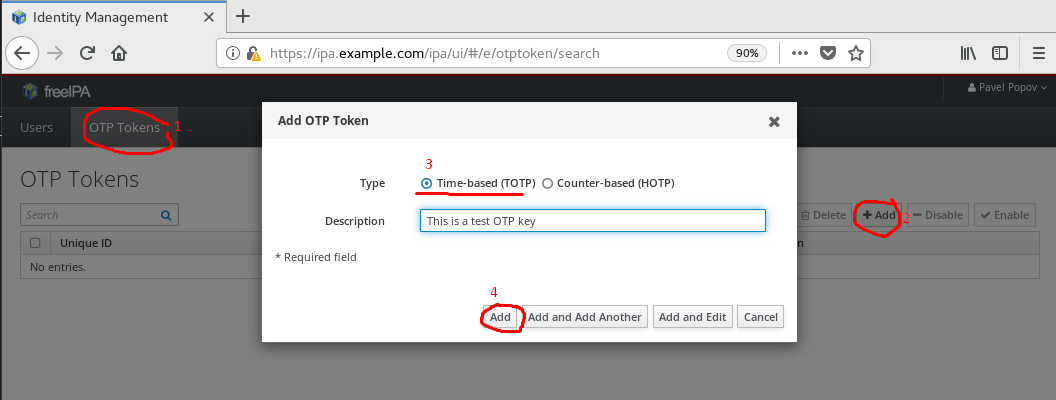 Identity Management
https://ipa.example.com/ipa/ui/#/e/otptoken/search
90%
freeIPA
Pavel Popov
Users
OTP Tokens
1
Add OTP Token
3
Type
Time-based (TOTP)
Counter-based (HOTP)
OTP Tokens
Search
Delete
Add
2
Disable
Enable
Description
This is a test OTP key
Unique ID
* Required field
No entries.
4
Add
Add and Add Another
Add and Edit
Cancel